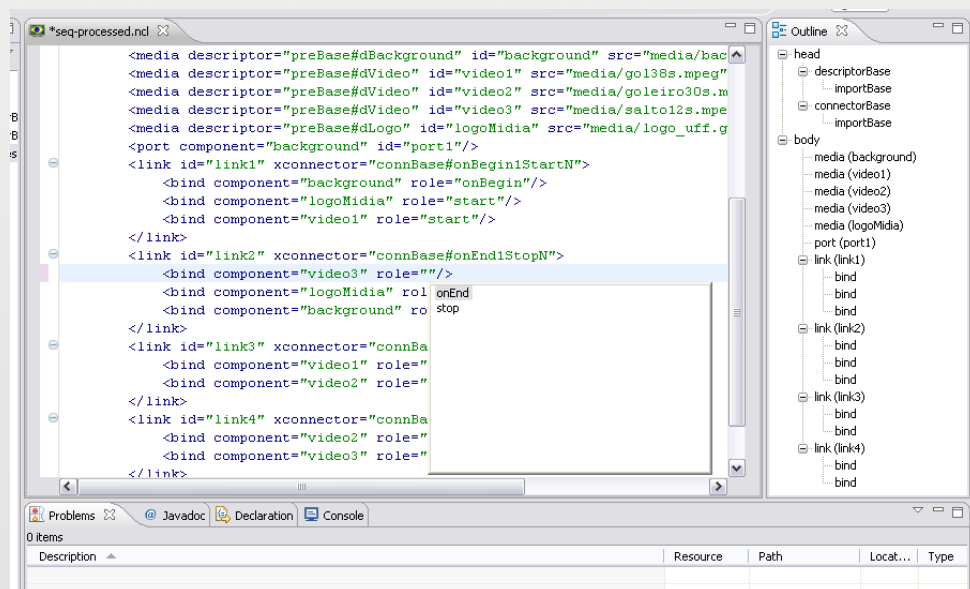 *seq-processed.ncl
<media descriptor="preBase#dBackground" id="background" src="media/bac
<media descriptor="preBase#dVideo" id="video1" src="media/gol38s.mpeg"
<media descriptor="preBase#dVideo" id="video2" src="media/goleiro30s.m
<media descriptor="preBase#dVideo" id="video3" src="media/salto12s.mpe
<media descriptor="preBase#dLogo" id="logoMidia" src="media/logo_uff.g
<port component="background" id="port1"/>
<link id="link1" xconnector="connBase#onBegin1StartN">
<bind component="background" role="onBegin"/>
<bind component="logoMidia" role="start"/>
<bind component="video1" role="start"/>
</link>
<link id="link2" xconnector="connBase#onEnd1StopN">
<bind component="video3" role=""/>
<bind component="logoMidia" rol
<bind component="background" ro
</link>
<link id="link3" xconnector="connBa
<bind component="video1" role="
<bind component="video2" role="
</link>
<link id="link4" xconnector="connBa
<bind component="video2" role="
<bind component="video3" role="
</link>
onEnd
stop
Outline
head
descriptorBase
importBase
connectorBase
importBase
body
media (background)
media (video1)
media (video2)
media (video3)
media (logoMidia)
port (port1)
link (link1)
bind
bind
bind
link (link2)
bind
bind
bind
link (link3)
bind
bind
link (link4)
bind
bind
Problems @ Javadoc Declaration Console
0 items
Description Resource Path Locat... Type